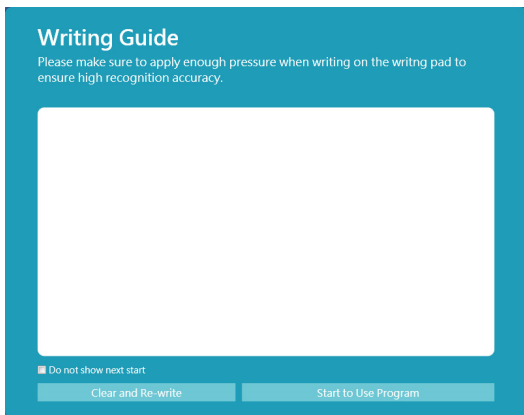 Writing Guide
Please make sure to apply enough pressure when writing on the writng pad to
ensure high recognition accuracy.
Do not show next start
Clear and Re-write
Start to Use Program